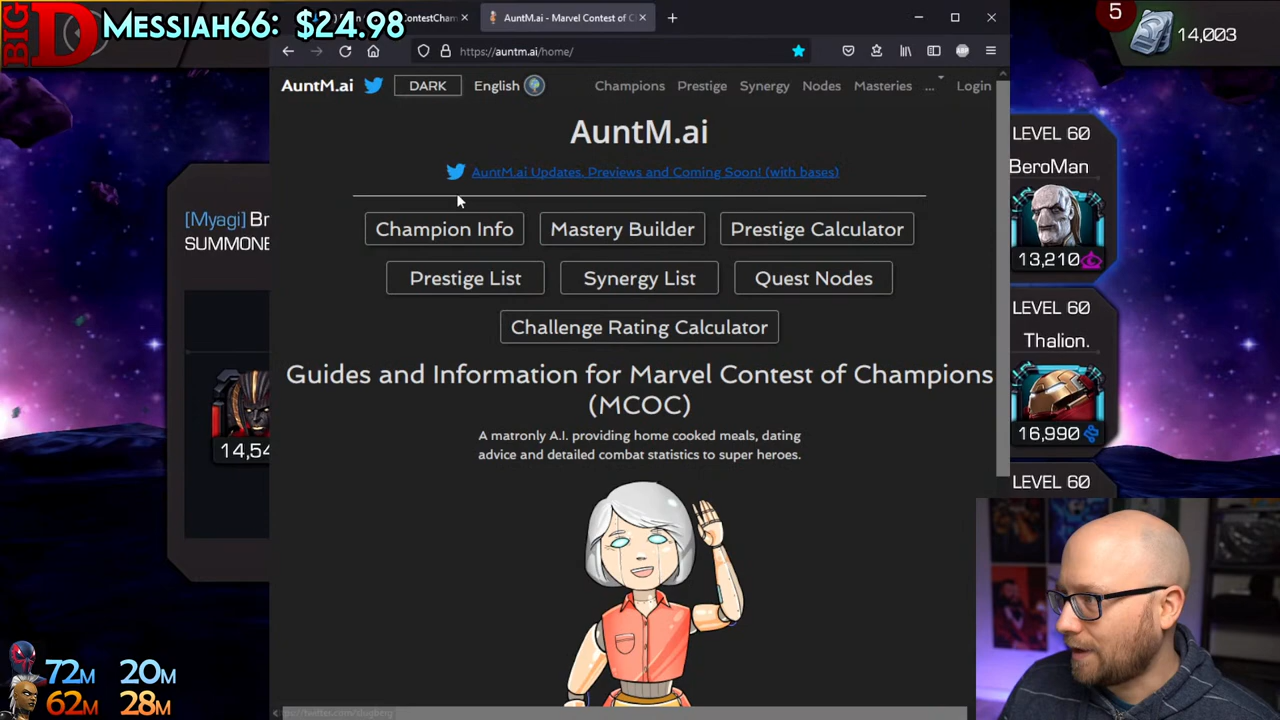 BIG D MESSIAH66: $24.98
ContestCham
AuntM.ai - Marvel Contest of C
5
14,003
https://auntm.ai/home/
AuntM.ai DARK English Champions Prestige Synergy Nodes Masteries ... Login
AuntM.ai
AuntM.ai Updates, Previews and Coming Soon! (with bases)
Champion Info Mastery Builder Prestige Calculator
Prestige List Synergy List Quest Nodes
Challenge Rating Calculator
Guides and Information for Marvel Contest of Champions
(MCOC)
A matronly A.I. providing home cooked meals, dating
advice and detailed combat statistics to super heroes.
[Myagi] Br
SUMMONE
14,54
LEVEL 60
BeroMan
13,210
LEVEL 60
Thalion.
16,990
LEVEL 60
72M 20M
62M 28M